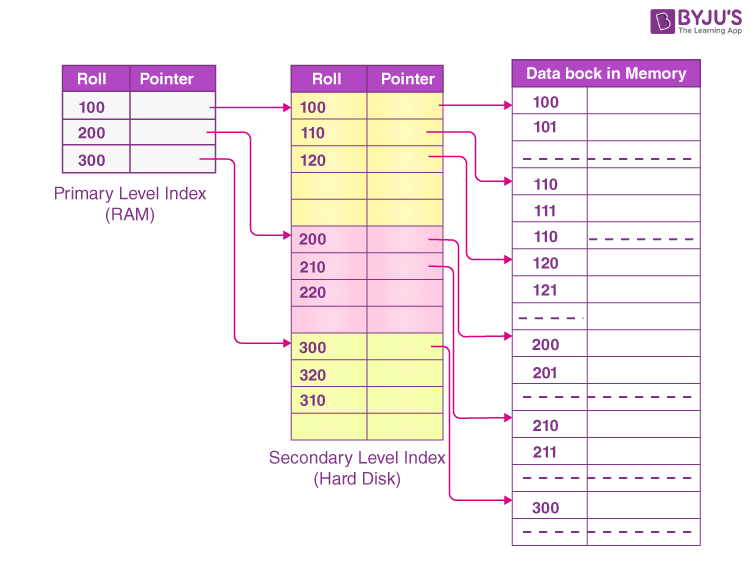 BYJU'S
The Learning App
Roll Pointer
100
200
300
Primary Level Index
(RAM)
Roll Pointer
100
110
120
200
210
220
300
320
310
Secondary Level Index
(Hard Disk)
Data bock in Memory
100
101
110
111
110
120
121
200
201
210
211
300